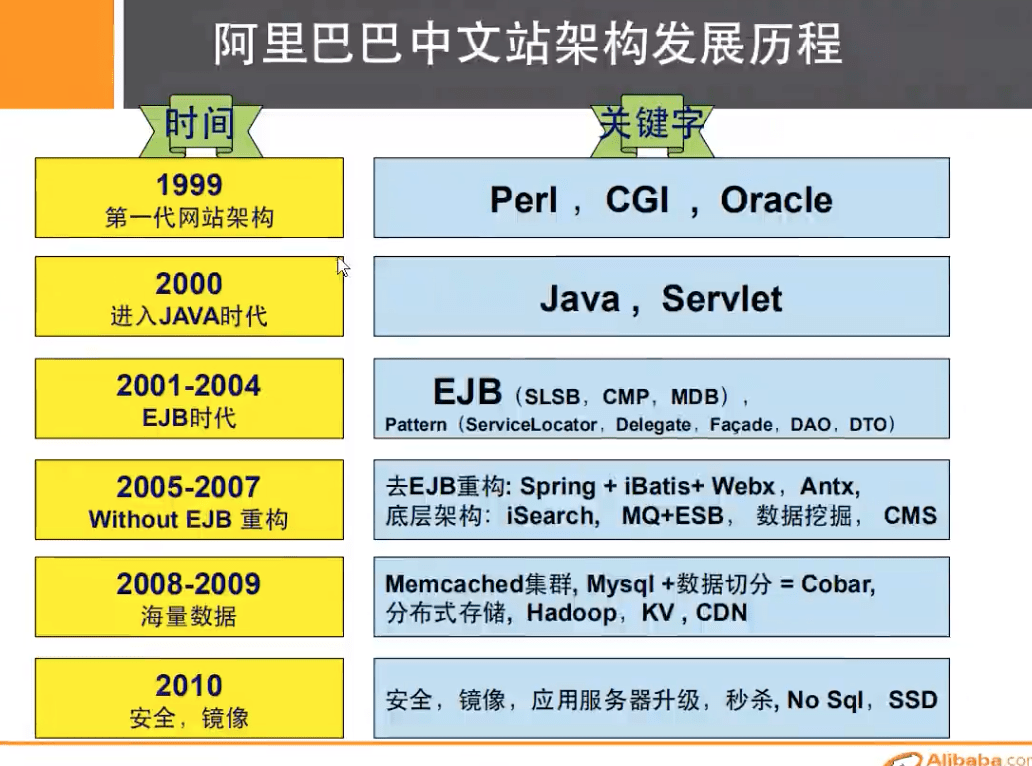 阿里巴巴中文站架构发展历程
时间
关键字
1999
第一代网站架构
Perl ，CGI ，Oracle
2000
进入JAVA时代
Java ，Servlet
2001-2004
EJB时代
EJB（SLSB，CMP，MDB），
Pattern（ServiceLocator，Delegate，Façade，DAO，DTO）
2005-2007
Without EJB 重构
去EJB重构: Spring + iBatis+ Webx，Antx,
底层架构：iSearch, MQ+ESB，数据挖掘，CMS
2008-2009
海量数据
Memcached集群, Mysql +数据切分 = Cobar,
分布式存储, Hadoop，KV , CDN
2010
安全，镜像
安全，镜像，应用服务器升级，秒杀, No Sql，SSD
Alibaba.com